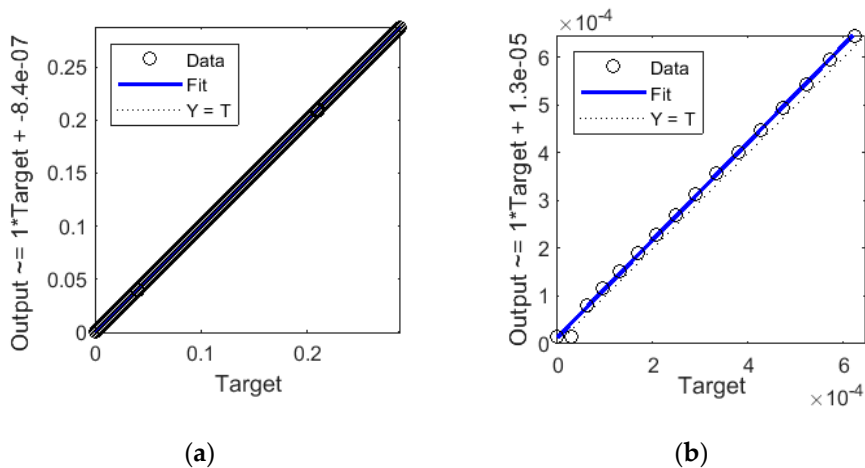 Output ~= 1*Target + -8.4e-07
0.25
0.2
0.15
0.1
0.05
0
0
0.1
0.2
Target
Data
Fit
Y = T
(a)
×10-4
Output ~= 1*Target + 1.3e-05
6
5
4
3
2
1
0
0
2
4
6
Target
×10-4
Data
Fit
Y = T
(b)